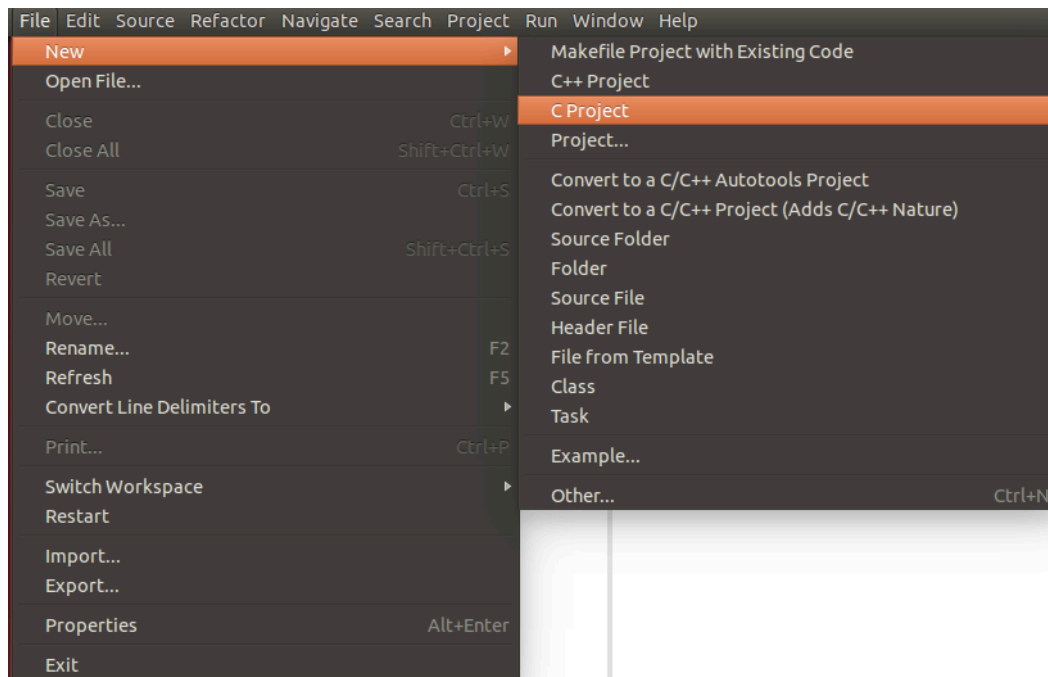 File Edit Source Refactor Navigate Search Project Run Window Help
New
Open File...
Close Ctrl+W
Close All Shift+Ctrl+W
Save Ctrl+S
Save As...
Save All Shift+Ctrl+S
Revert
Move...
Rename... F2
Refresh F5
Convert Line Delimiters To
Print... Ctrl+P
Switch Workspace
Restart
Import...
Export...
Properties Alt+Enter
Exit
Makefile Project with Existing Code
C++ Project
C Project
Project...
Convert to a C/C++ Autotools Project
Convert to a C/C++ Project (Adds C/C++ Nature)
Source Folder
Folder
Source File
Header File
File from Template
Class
Task
Example...
Other... Ctrl+N